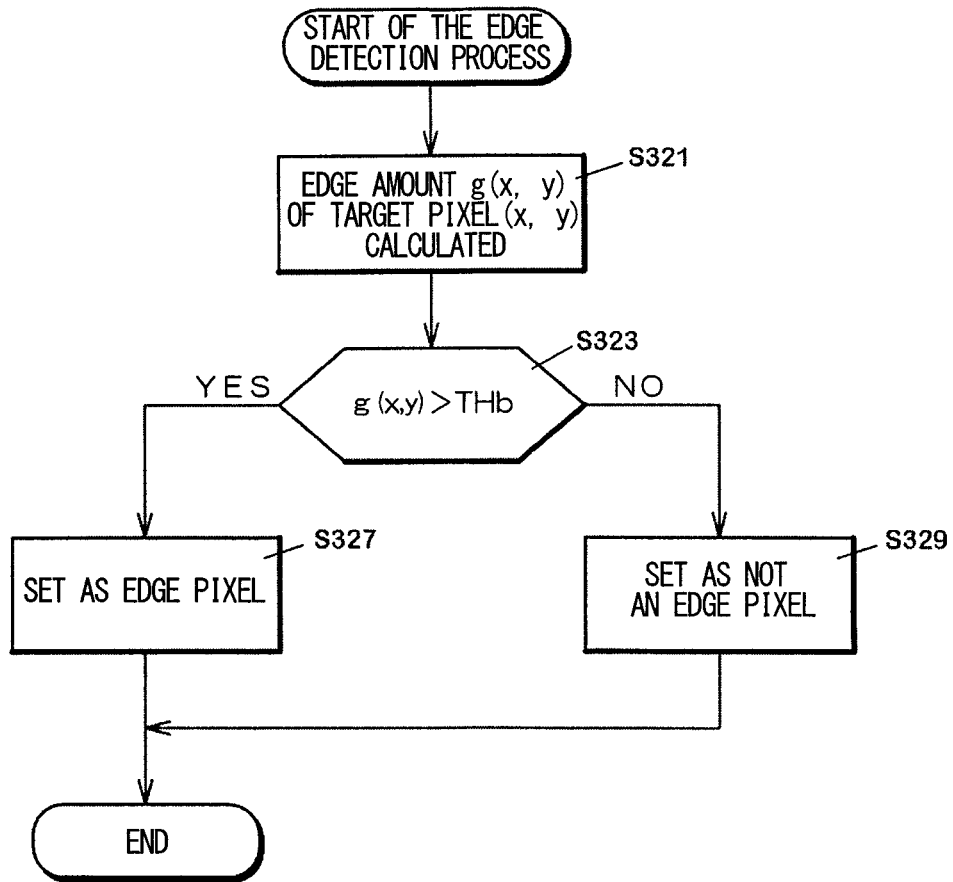 START OF THE EDGE
DETECTION PROCESS
S321
EDGE AMOUNT g(x, y)
OF TARGET PIXEL(x, y)
CALCULATED
S323
YES
g(x,y)>THb
NO
S327
SET AS EDGE PIXEL
S329
SET AS NOT
AN EDGE PIXEL
END